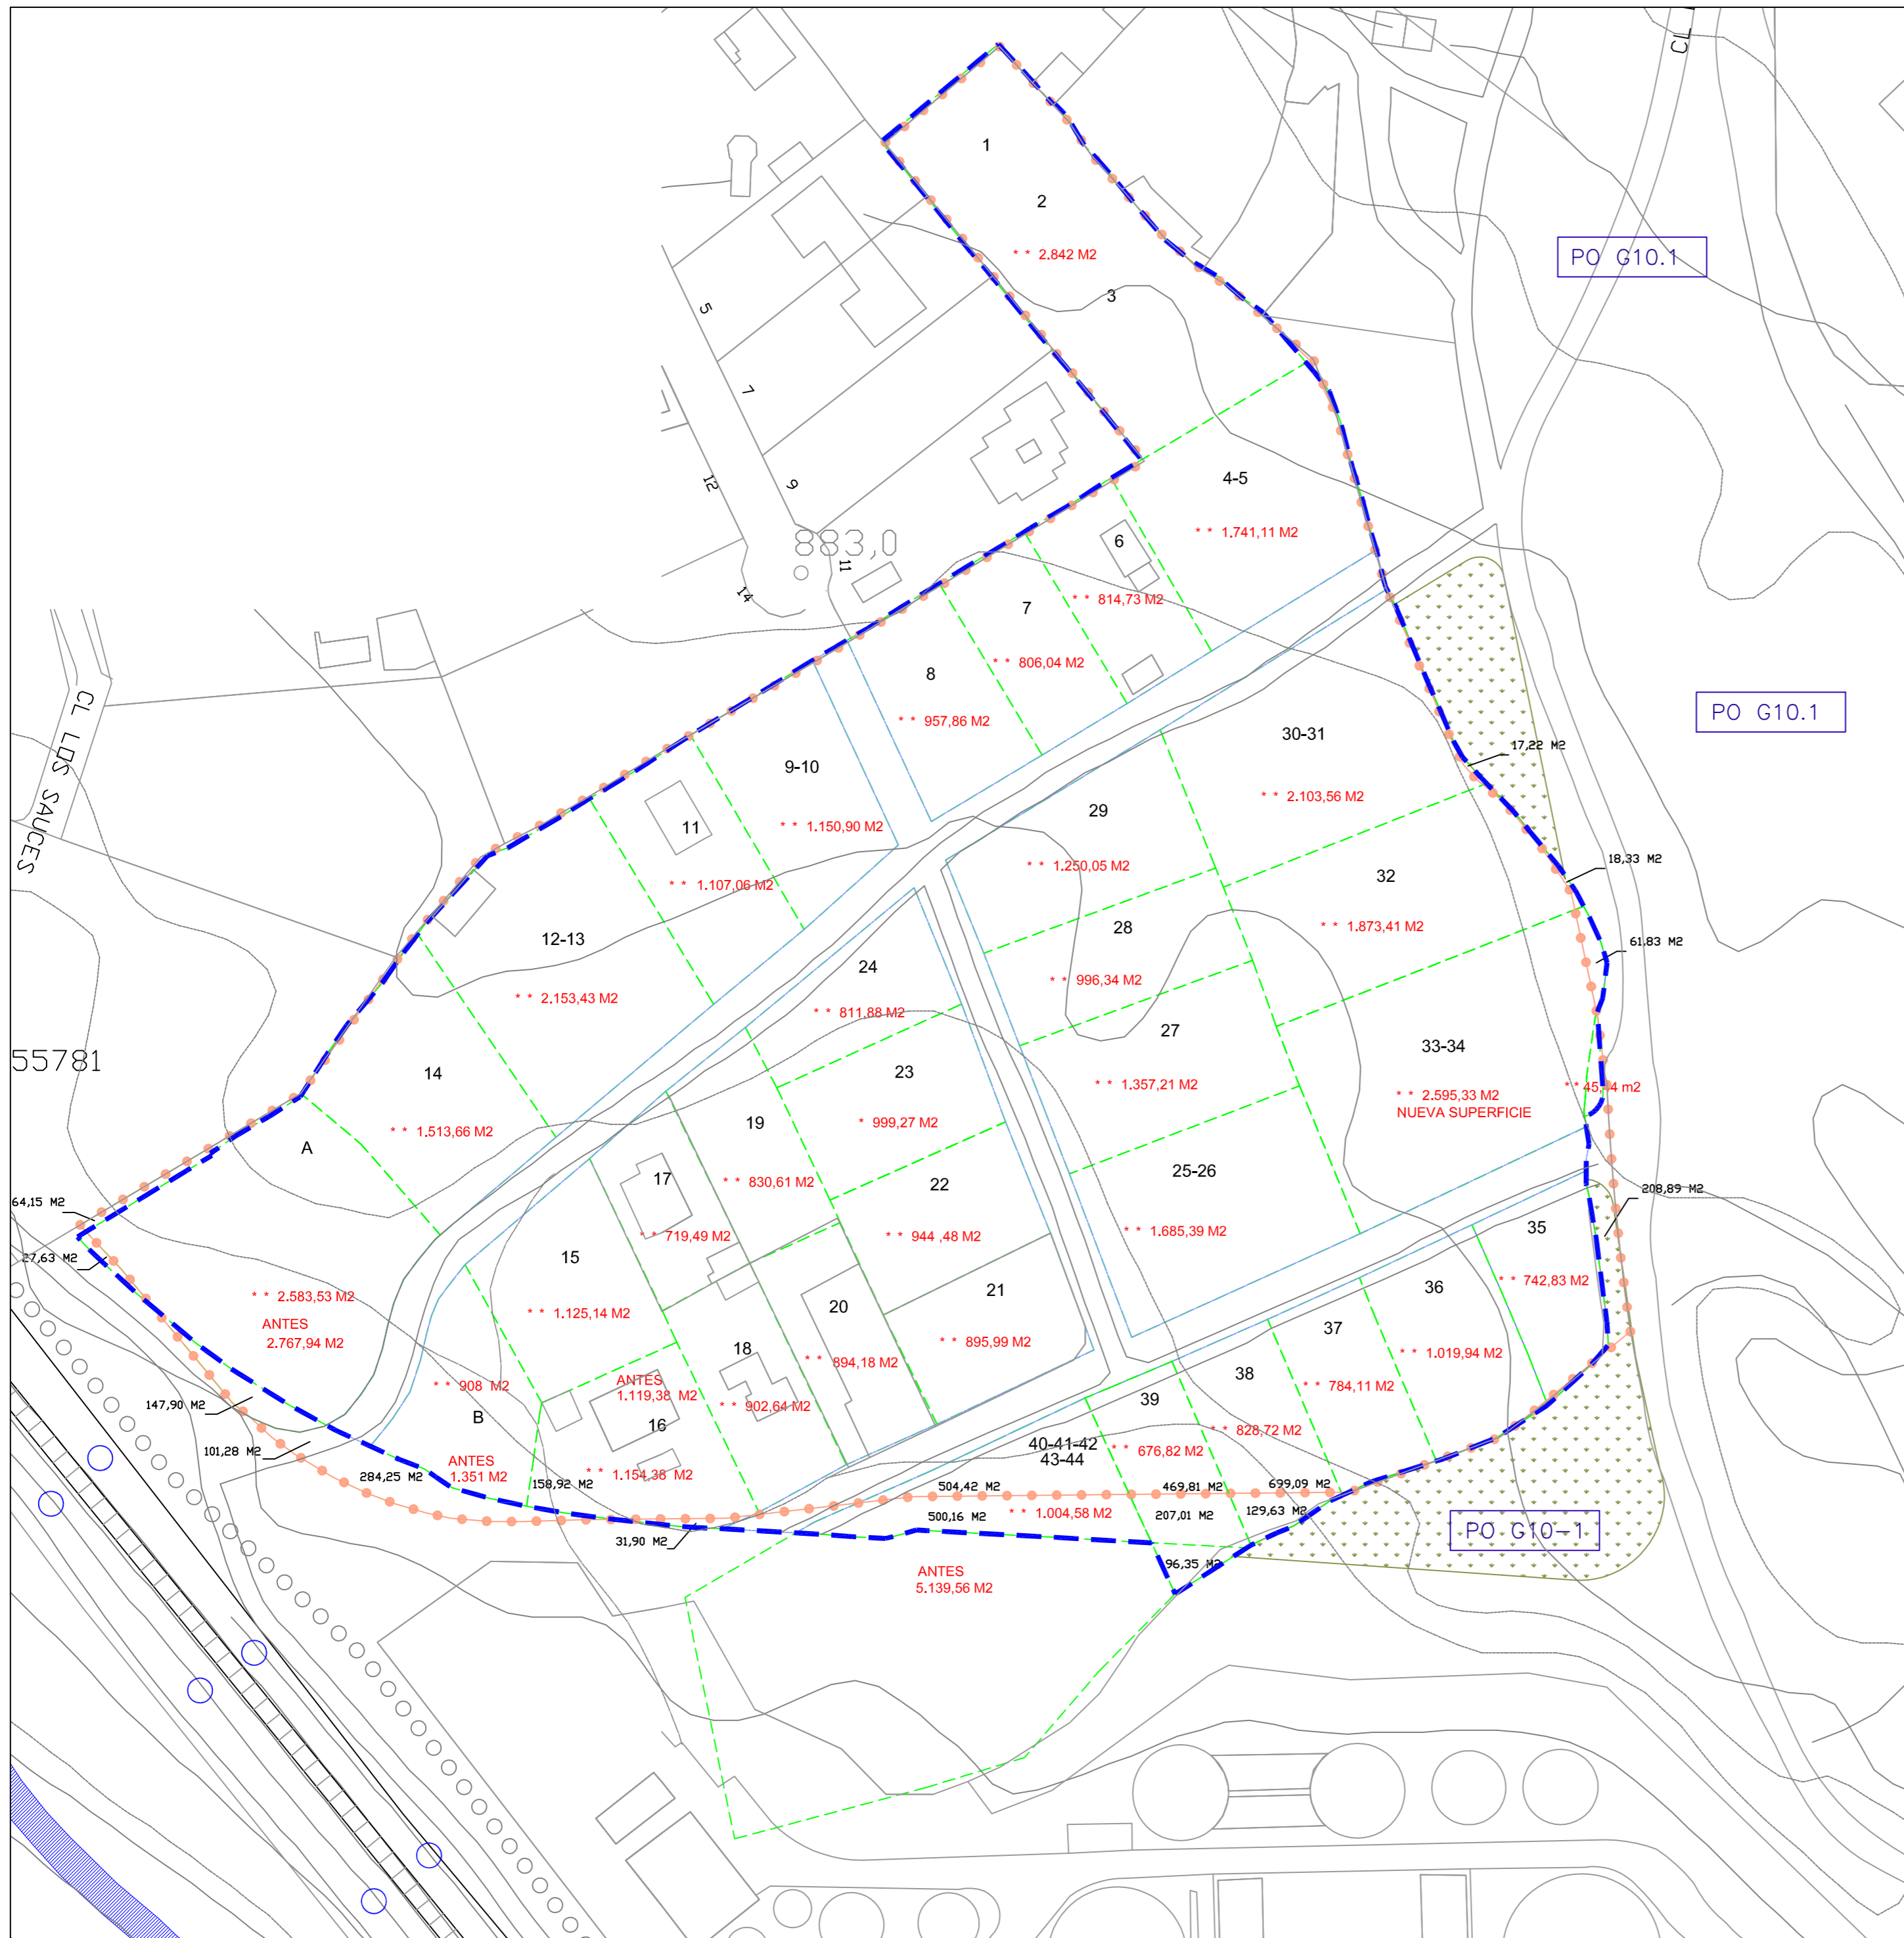 CL
1
2
* * 2.842 M2
PO G10.1
3
5
7
9
12
11
14
883,0
4-5
* * 1.741,11 M2
6
* * 814,73 M2
7
* * 806,04 M2
8
* * 957,86 M2
PO G10.1
9-10
* * 1.150,90 M2
11
* * 1.107,06 M2
30-31
* * 2.103,56 M2
17,22 M2
29
* * 1.250,05 M2
18,33 M2
32
* * 1.873,41 M2
28
* * 996,34 M2
61,83 M2
CL LOS SAUCES
12-13
* * 2.153,43 M2
24
* * 811,88 M2
27
* * 1.357,21 M2
33-34
* * 2.595,33 M2
NUEVA SUPERFICIE
55781
14
* * 1.513,66 M2
23
* 999,27 M2
19
* * 830,61 M2
A
17
* 719,49 M2
22
* * 944 ,48 M2
25-26
* * 1.685,39 M2
208,89 M2
64,15 M2
27,63 M2
35
* * 742,83 M2
15
* * 1.125,14 M2
* * 2.583,53 M2
ANTES
2.767,94 M2
20
* * 894,18 M2
21
* * 895,99 M2
36
* * 1.019,94 M2
37
* * 784,11 M2
18
* * 902,64 M2
ANTES
1.119,38 M2
16
* * 1.154,38 M2
38
* * 828,72 M2
39
* * 676,82 M2
* * 908 M2
B
ANTES
1.351 M2
147,90 M2
101,28 M2
284,25 M2
158,92 M2
31,90 M2
40-41-42
43-44
504,42 M2
469,81 M2
699,09 M2
* * 1.004,58 M2
207,01 M2
129,63 M2
500,16 M2
96,35 M2
PO G10-1
ANTES
5.139,56 M2